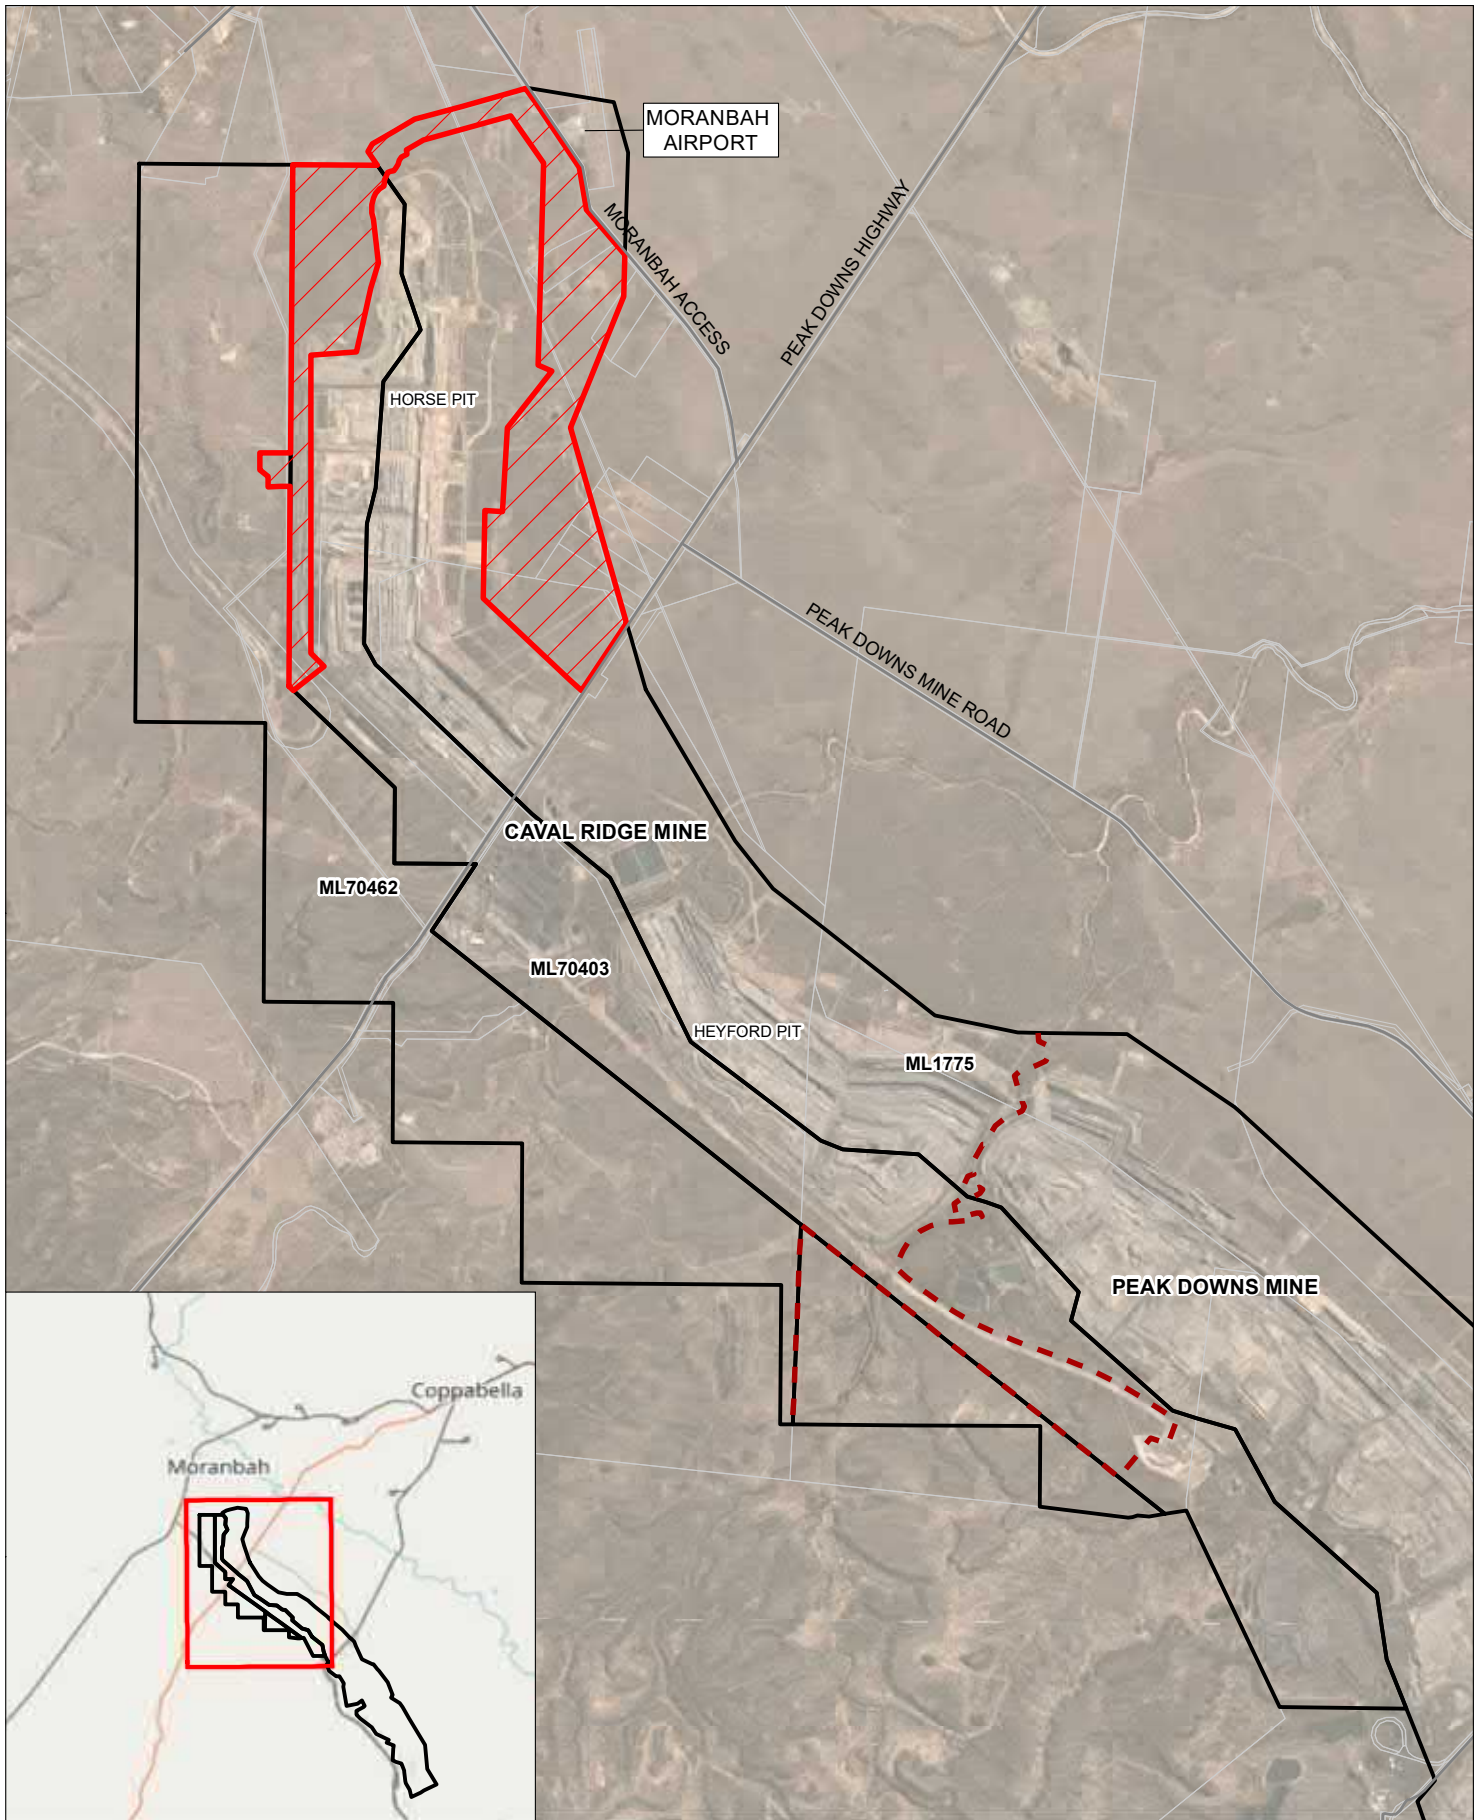 MORANBAH
AIRPORT
MORANBAH ACCESS
PEAK DOWNS HIGHWAY
HORSE PIT
PEAK DOWNS MINE ROAD
CAVAL RIDGE MINE
ML70462
ML70403
HEYFORD PIT
ML1775
PEAK DOWNS MINE
Coppabella
Moranbah